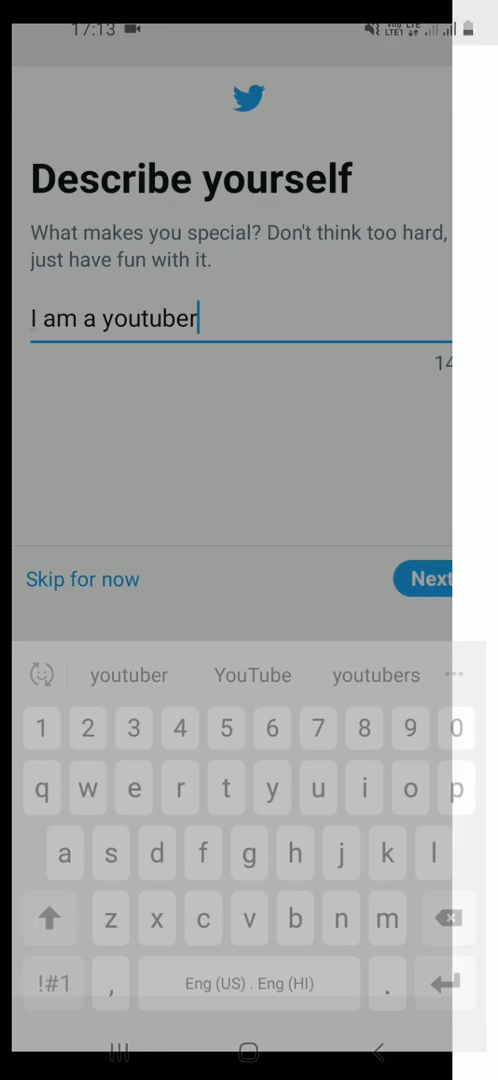 17:13
Describe yourself
What makes you special? Don't think too hard,
just have fun with it.
I am a youtuber
14
Skip for now
Next
youtuber YouTube youtubers
1 2 3 4 5 6 7 8 9 0
q w e r t y u i o p
a s d f g h j k l
z x c v b n m
!#1 , Eng (US) . Eng (HI) .